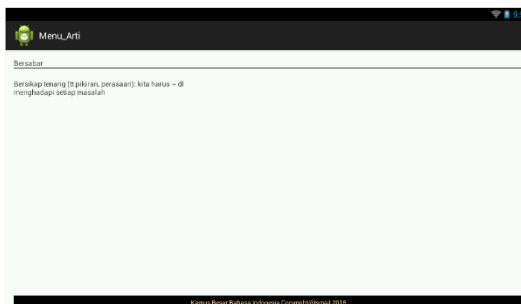 Menu_Arti
Bersabar
Bersikap tenang (tt pikiran, perasaan): kita harus ~ dl
menghadapi setiap masalah
Kamus Besar Bahasa Indonesia Copyright@Ismail 2015